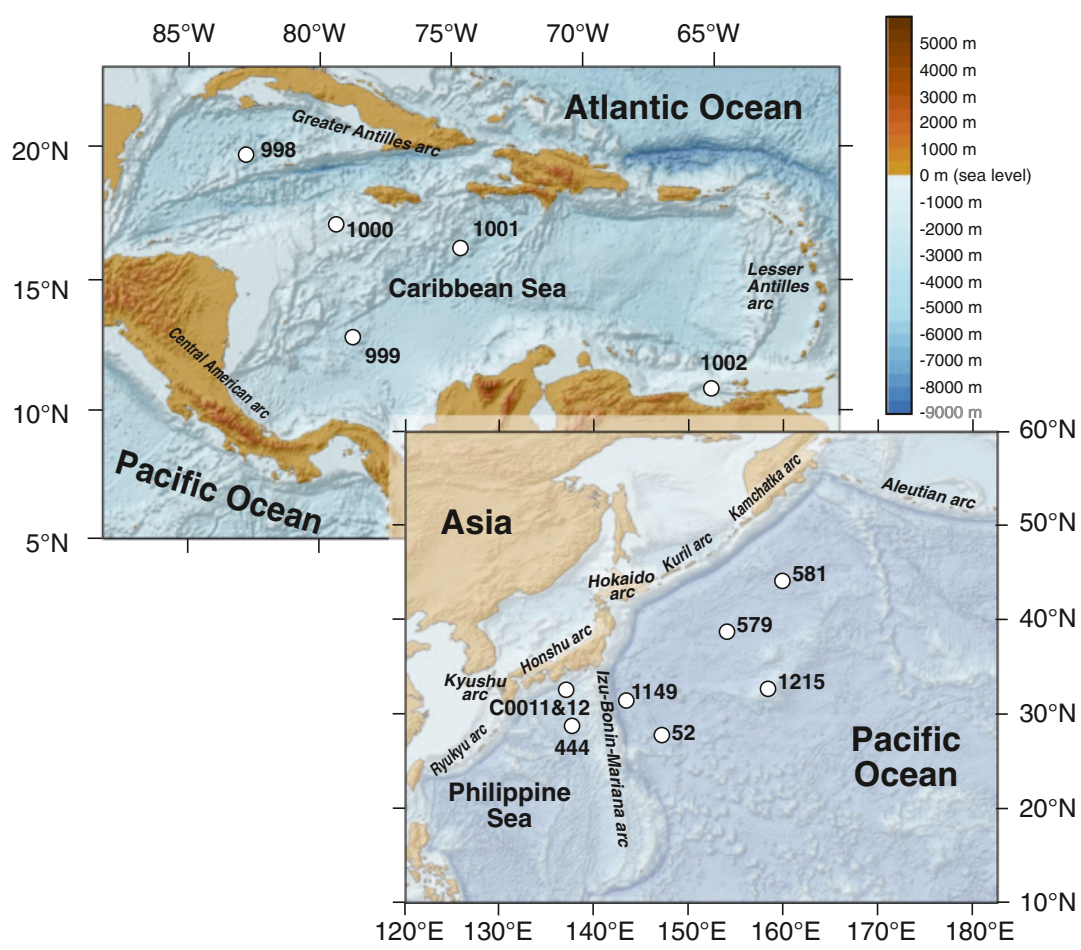 85°W
80°W
75°W
70°W
65°W
20°N
15°N
10°N
5°N
Atlantic Ocean
Greater Antilles arc
998
1000
1001
Caribbean Sea
Lesser
Antilles
arc
999
1002
Central American arc
Pacific Ocean
5000 m
4000 m
3000 m
2000 m
1000 m
0 m (sea level)
-1000 m
-2000 m
-3000 m
-4000 m
-5000 m
-6000 m
-7000 m
-8000 m
-9000 m
60°N
50°N
40°N
30°N
20°N
10°N
Asia
Kamchatka arc
Aleutian arc
Kuril arc
Hokaido
arc
581
579
Honshu arc
Kyushu
arc
C0011&12
1149
1215
52
444
Ryukyu arc
Izu-Bonin-Mariana arc
Philippine
Sea
Pacific
Ocean
120°E
130°E
140°E
150°E
160°E
170°E
180°E